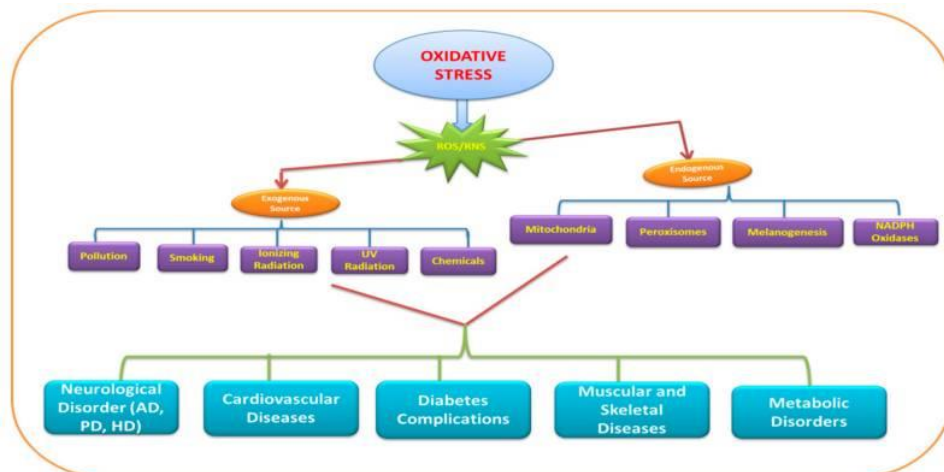 OXIDATIVE
STRESS
ROS/RNS
Exogenous
Source
Endogenous
Source
Pollution
Smoking
Ionizing
Radiation
UV
Radiation
Chemicals
Mitochondria
Peroxisomes
Melanogenesis
NADPH
Oxidases
Neurological
Disorder (AD,
PD, HD)
Cardiovascular
Diseases
Diabetes
Complications
Muscular and
Skeletal
Diseases
Metabolic
Disorders